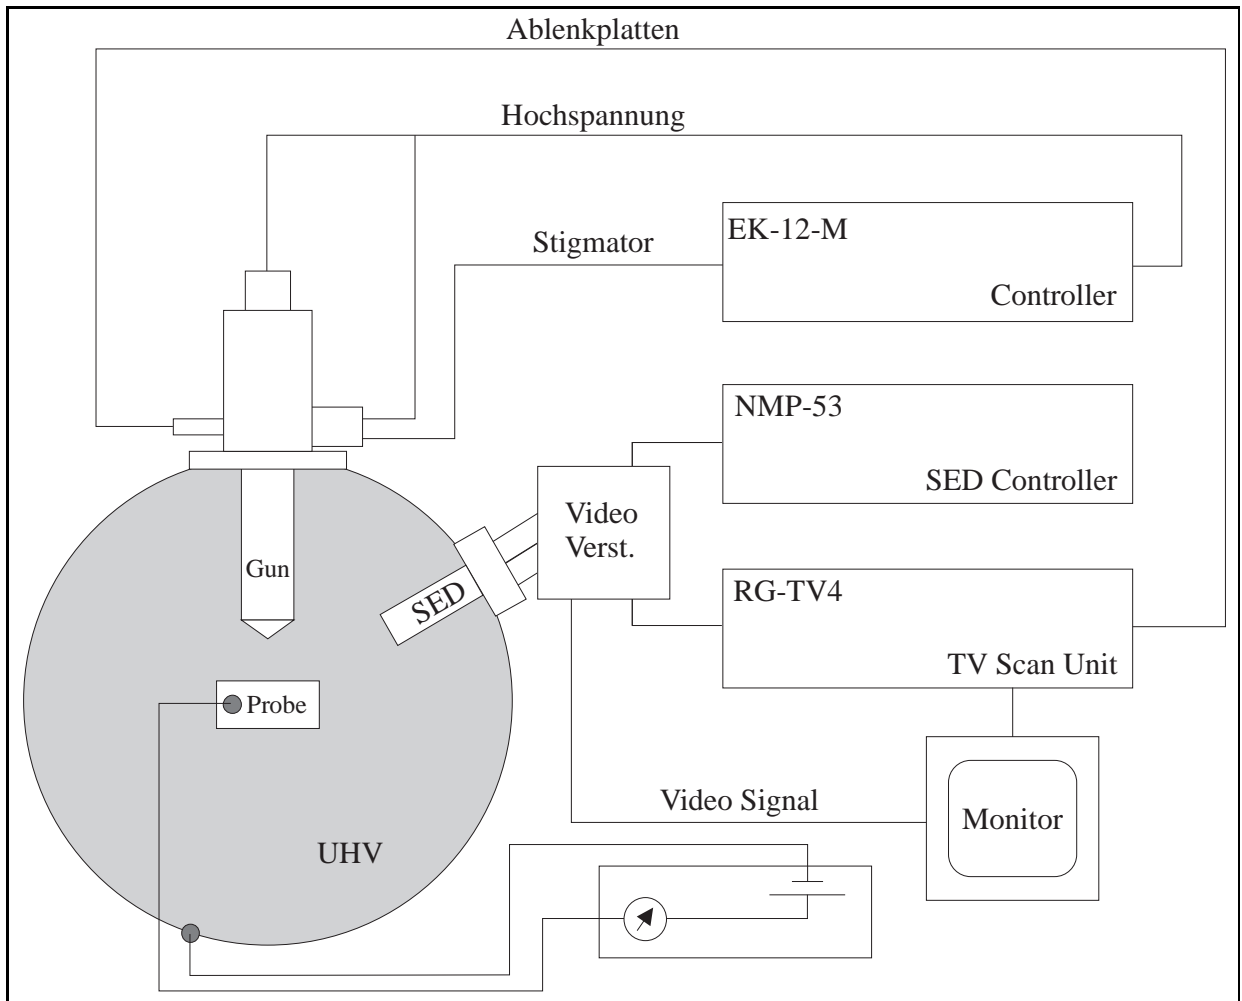 Ablenkplatten
Hochspannung
Stigmator
EK-12-M
Controller
NMP-53
SED Controller
Video
Verst.
Gun
SED
RG-TV4
TV Scan Unit
Probe
Video Signal
Monitor
UHV